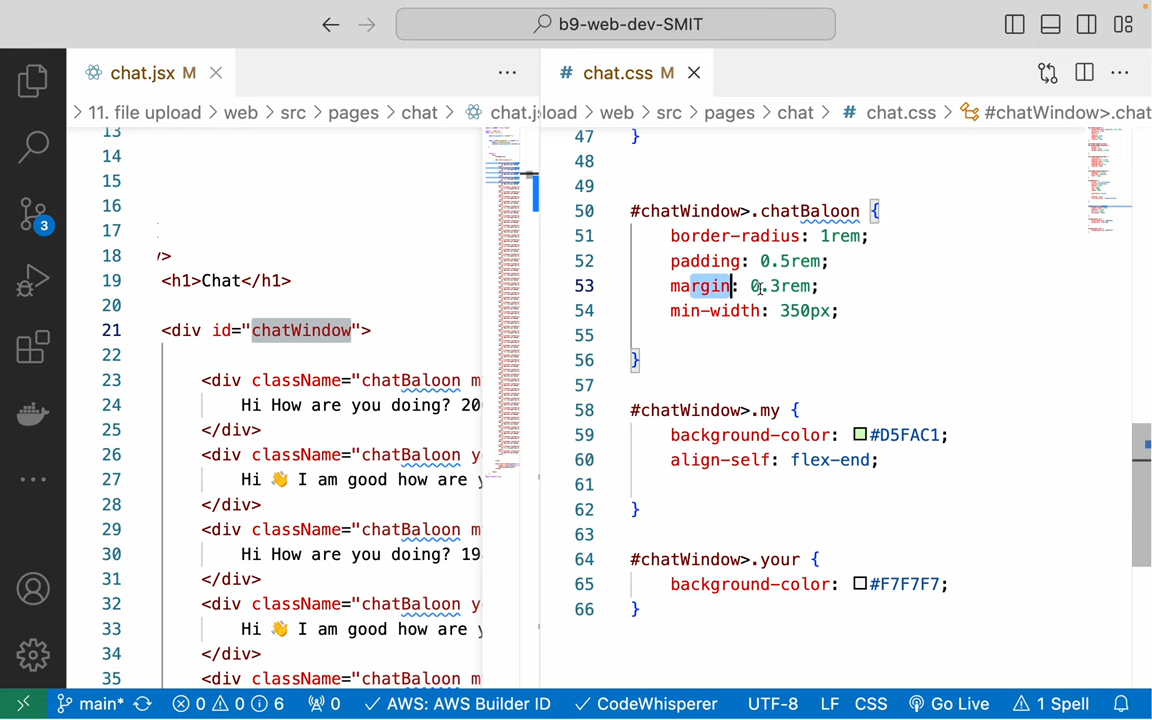 b9-web-dev-SMIT
chat.jsx M
11. file upload > web > src > pages > chat > chat.j
13
14
15
16
17
18 />
19 <h1>Chat</h1>
20
21 <div id="chatWindow">
22
23 <div className="chatBaloon m
24 Hi How are you doing? 20
25 </div>
26 <div className="chatBaloon y
27 Hi 👋 I am good how are y
28 </div>
29 <div className="chatBaloon m
30 Hi How are you doing? 19
31 </div>
32 <div className="chatBaloon y
33 Hi 👋 I am good how are y
34 </div>
35 <div className="chatBaloon m
# chat.css M
load > web > src > pages > chat > # chat.css > #chatWindow>.chat
47 }
48
49
50 #chatWindow>.chatBaloon {
51 border-radius: 1rem;
52 padding: 0.5rem;
53 margin: 0.3rem;
54 min-width: 350px;
55
56 }
57
58 #chatWindow>.my {
59 background-color: #D5FAC1;
60 align-self: flex-end;
61
62 }
63
64 #chatWindow>.your {
65 background-color: #F7F7F7;
66 }
3
main* 0 0 6 0 AWS: AWS Builder ID CodeWhisperer UTF-8 LF CSS Go Live 1 Spell